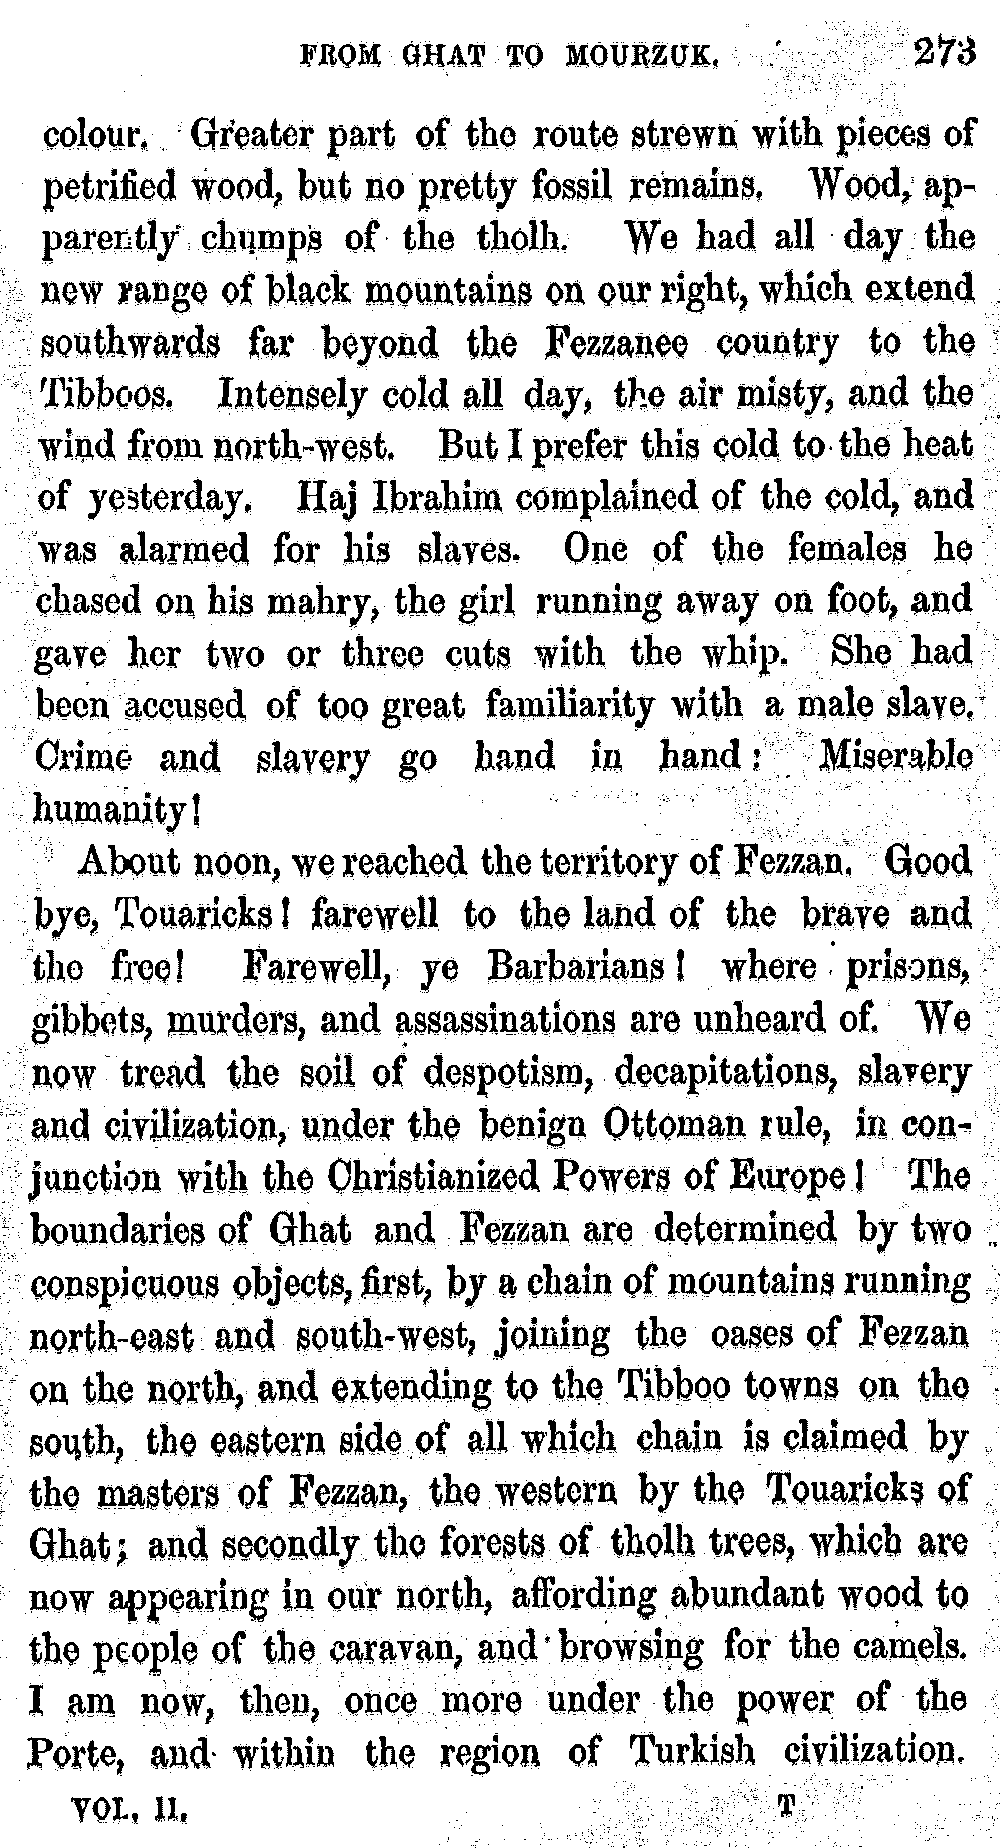 FROM GHAT TO MOURZUK. 273
colour. Greater part of the route strewn with pieces of
petrified wood, but no pretty fossil remains. Wood, ap-
parently chumps of the tholh. We had all day the
new range of black mountains on our right, which extend
southwards far beyond the Fezzanee country to the
Tibboos. Intensely cold all day, the air misty, and the
wind from north-west. But I prefer this cold to the heat
of yesterday. Haj Ibrahim complained of the cold, and
was alarmed for his slaves. One of the females he
chased on his mahry, the girl running away on foot, and
gave her two or three cuts with the whip. She had
been accused of too great familiarity with a male slave.
Crime and slavery go hand in hand: Miserable
humanity!
About noon, we reached the territory of Fezzan. Good
bye, Touaricks! farewell to the land of the brave and
the free! Farewell, ye Barbarians! where prisons,
gibbets, murders, and assassinations are unheard of. We
now tread the soil of despotism, decapitations, slavery
and civilization, under the benign Ottoman rule, in con-
junction with the Christianized Powers of Europe! The
boundaries of Ghat and Fezzan are determined by two
conspicuous objects, first, by a chain of mountains running
north-east and south-west, joining the oases of Fezzan
on the north, and extending to the Tibboo towns on the
south, the eastern side of all which chain is claimed by
the masters of Fezzan, the western by the Touaricks of
Ghat; and secondly the forests of tholh trees, which are
now appearing in our north, affording abundant wood to
the people of the caravan, and browsing for the camels.
I am now, then, once more under the power of the
Porte, and within the region of Turkish civilization.
VOL. II. T